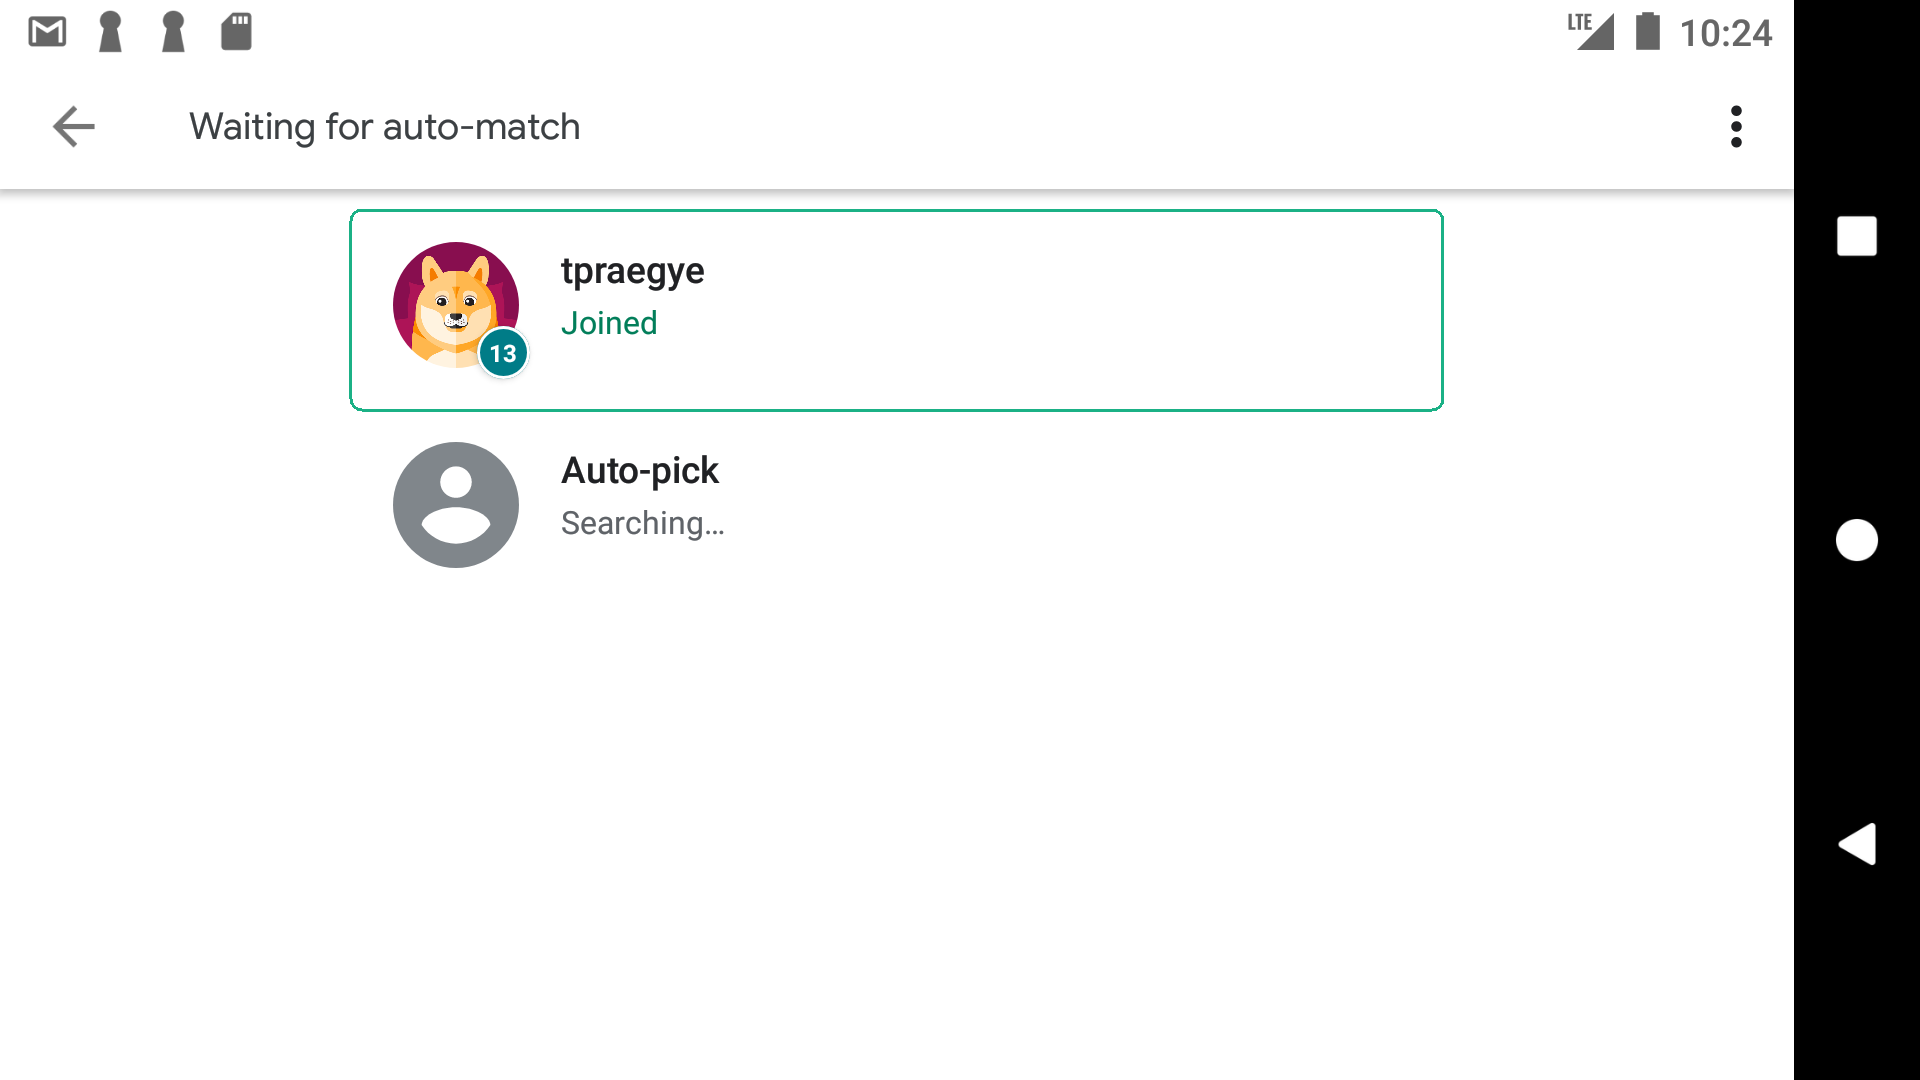 LTE 10:24
Waiting for auto-match
tpraegye
Joined
13
Auto-pick
Searching...